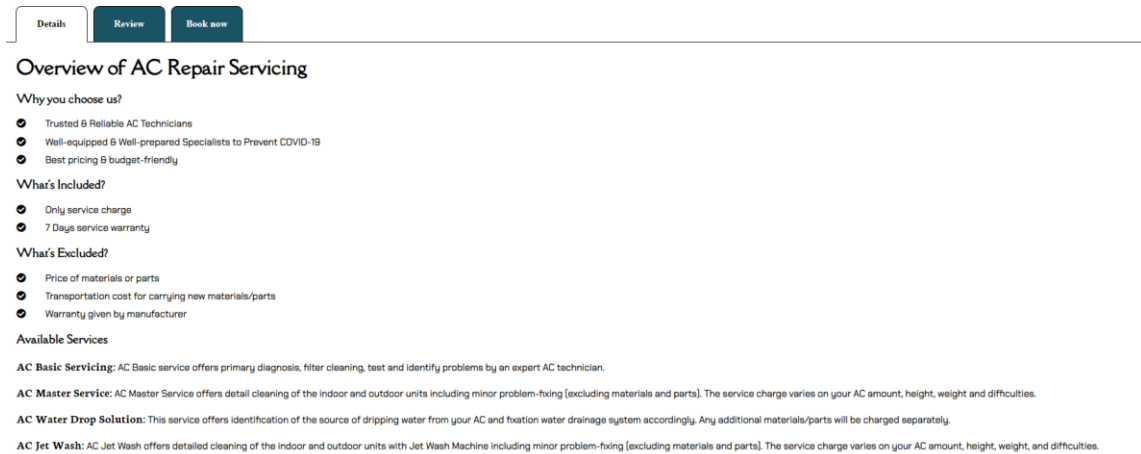 Details
Review
Book now
Overview of AC Repair Servicing
Why you choose us?
Trusted & Reliable AC Technicians
Well-equipped & Well-prepared Specialists to Prevent COVID-19
Best pricing & budget-friendly
What's Included?
Only service charge
7 Days service warranty
What's Excluded?
Price of materials or parts
Transportation cost for carrying new materials/parts
Warranty given by manufacturer
Available Services
AC Basic Servicing: AC Basic service offers primary diagnosis, filter cleaning, test and identify problems by an expert AC technician.
AC Master Service: AC Master Service offers detail cleaning of the indoor and outdoor units including minor problem-fixing (excluding materials and parts). The service charge varies on your AC amount, height, weight and difficulties.
AC Water Drop Solution: This service offers identification of the source of dripping water from your AC and fixation water drainage system accordingly. Any additional materials/parts will be charged separately.
AC Jet Wash: AC Jet Wash offers detailed cleaning of the indoor and outdoor units with Jet Wash Machine including minor problem-fixing (excluding materials and parts). The service charge varies on your AC amount, height, weight, and difficulties.